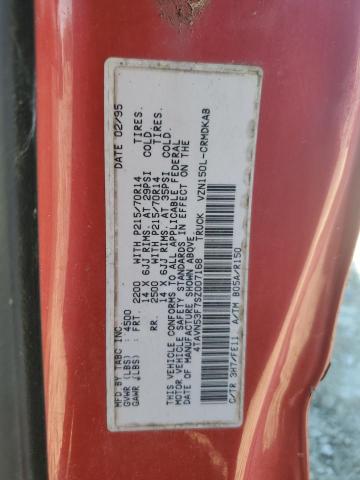 MFD BY TABC INC DATE 02/95
GVWR (LBS) : 4500
GAWR (LBS) : FRT. 2200 WITH P215/70R14 TIRES.
14 X 6JJ RIMS. AT 29PSI COLD.
RR. 2500 WITH P215/70R14 TIRES.
14 X 6JJ RIMS. AT 35PSI COLD.
THIS VEHICLE CONFORMS TO ALL APPLICABLE FEDERAL
MOTOR VEHICLE SAFETY STANDARDS IN EFFECT ON THE
DATE OF MANUFACTURE SHOWN ABOVE.
4TAVN53F7SZ007168 TRUCK VZN150L-CRMDKAB
C/TR 3H7/FE11 A/TM B05A/R150